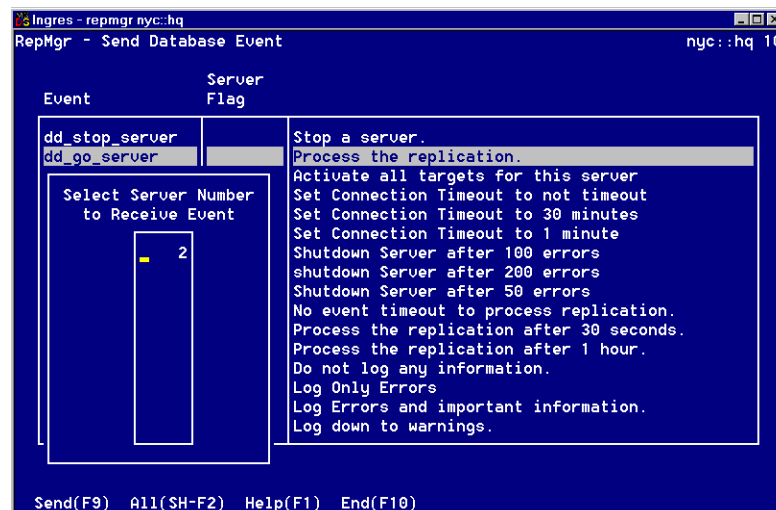 Ingres - repmgr nyc::hq
RepMgr - Send Database Event nyc::hq 10
Server
Event Flag
dd_stop_server Stop a server.
dd_go_server Process the replication.
Activate all targets for this server
Select Server Number Set Connection Timeout to not timeout
to Receive Event Set Connection Timeout to 30 minutes
Set Connection Timeout to 1 minute
2 Shutdown Server after 100 errors
shutdown Server after 200 errors
Shutdown Server after 50 errors
No event timeout to process replication.
Process the replication after 30 seconds.
Process the replication after 1 hour.
Do not log any information.
Log Only Errors
Log Errors and important information.
Log down to warnings.
Send(F9) All(SH-F2) Help(F1) End(F10)